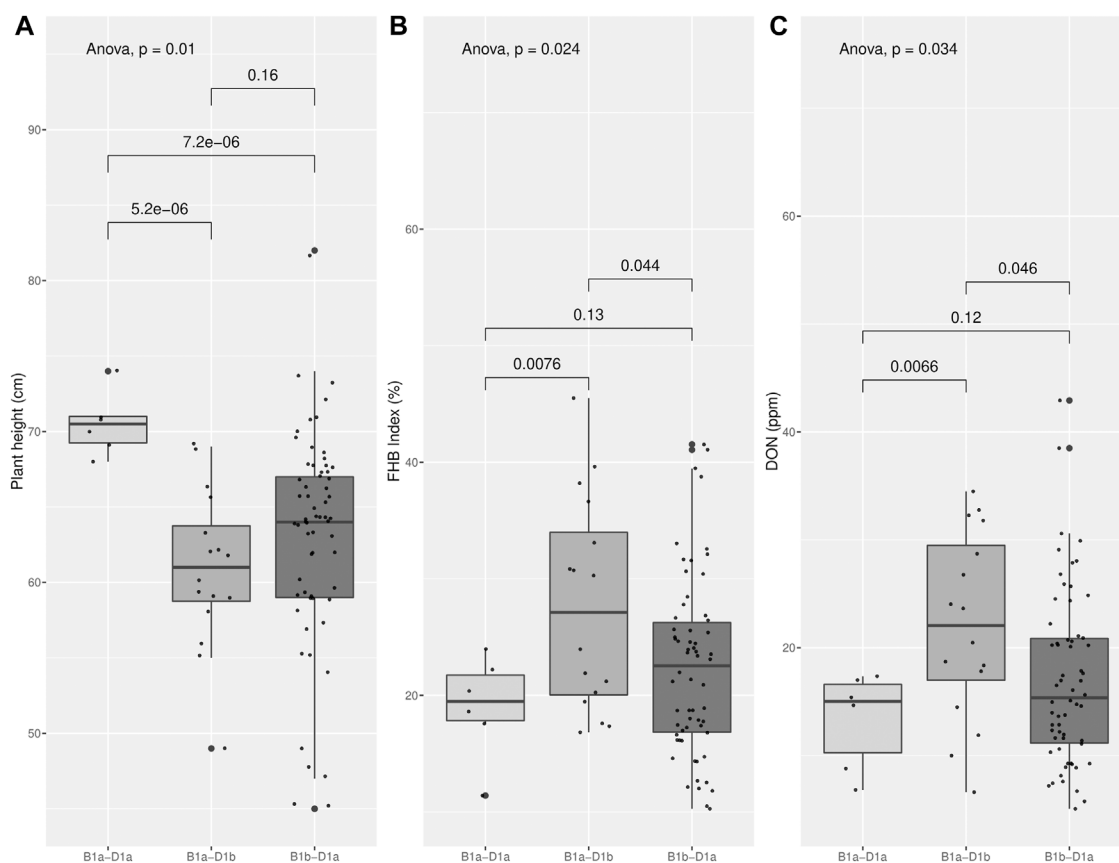 A
Anova, p = 0.01
0.16
7.2e−06
5.2e−06
90
80
70
60
50
Plant height (cm)
B1a−D1a
B1a−D1b
B1b−D1a
B
Anova, p = 0.024
0.044
0.13
0.0076
60
40
20
FHB Index (%)
B1a−D1a
B1a−D1b
B1b−D1a
C
Anova, p = 0.034
0.046
0.12
0.0066
60
40
20
DON (ppm)
B1a−D1a
B1a−D1b
B1b−D1a